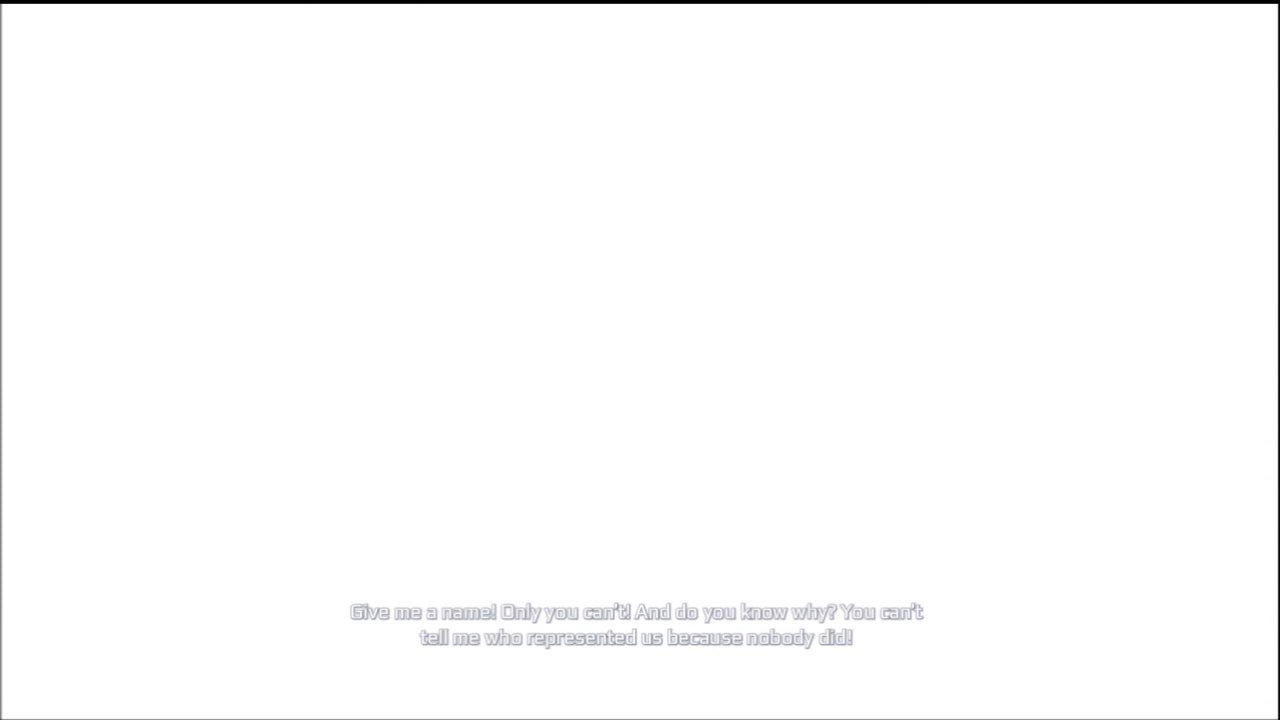 Give me a name! Only you can't! And do you know why? You can't
tell me who represented us because nobody did!